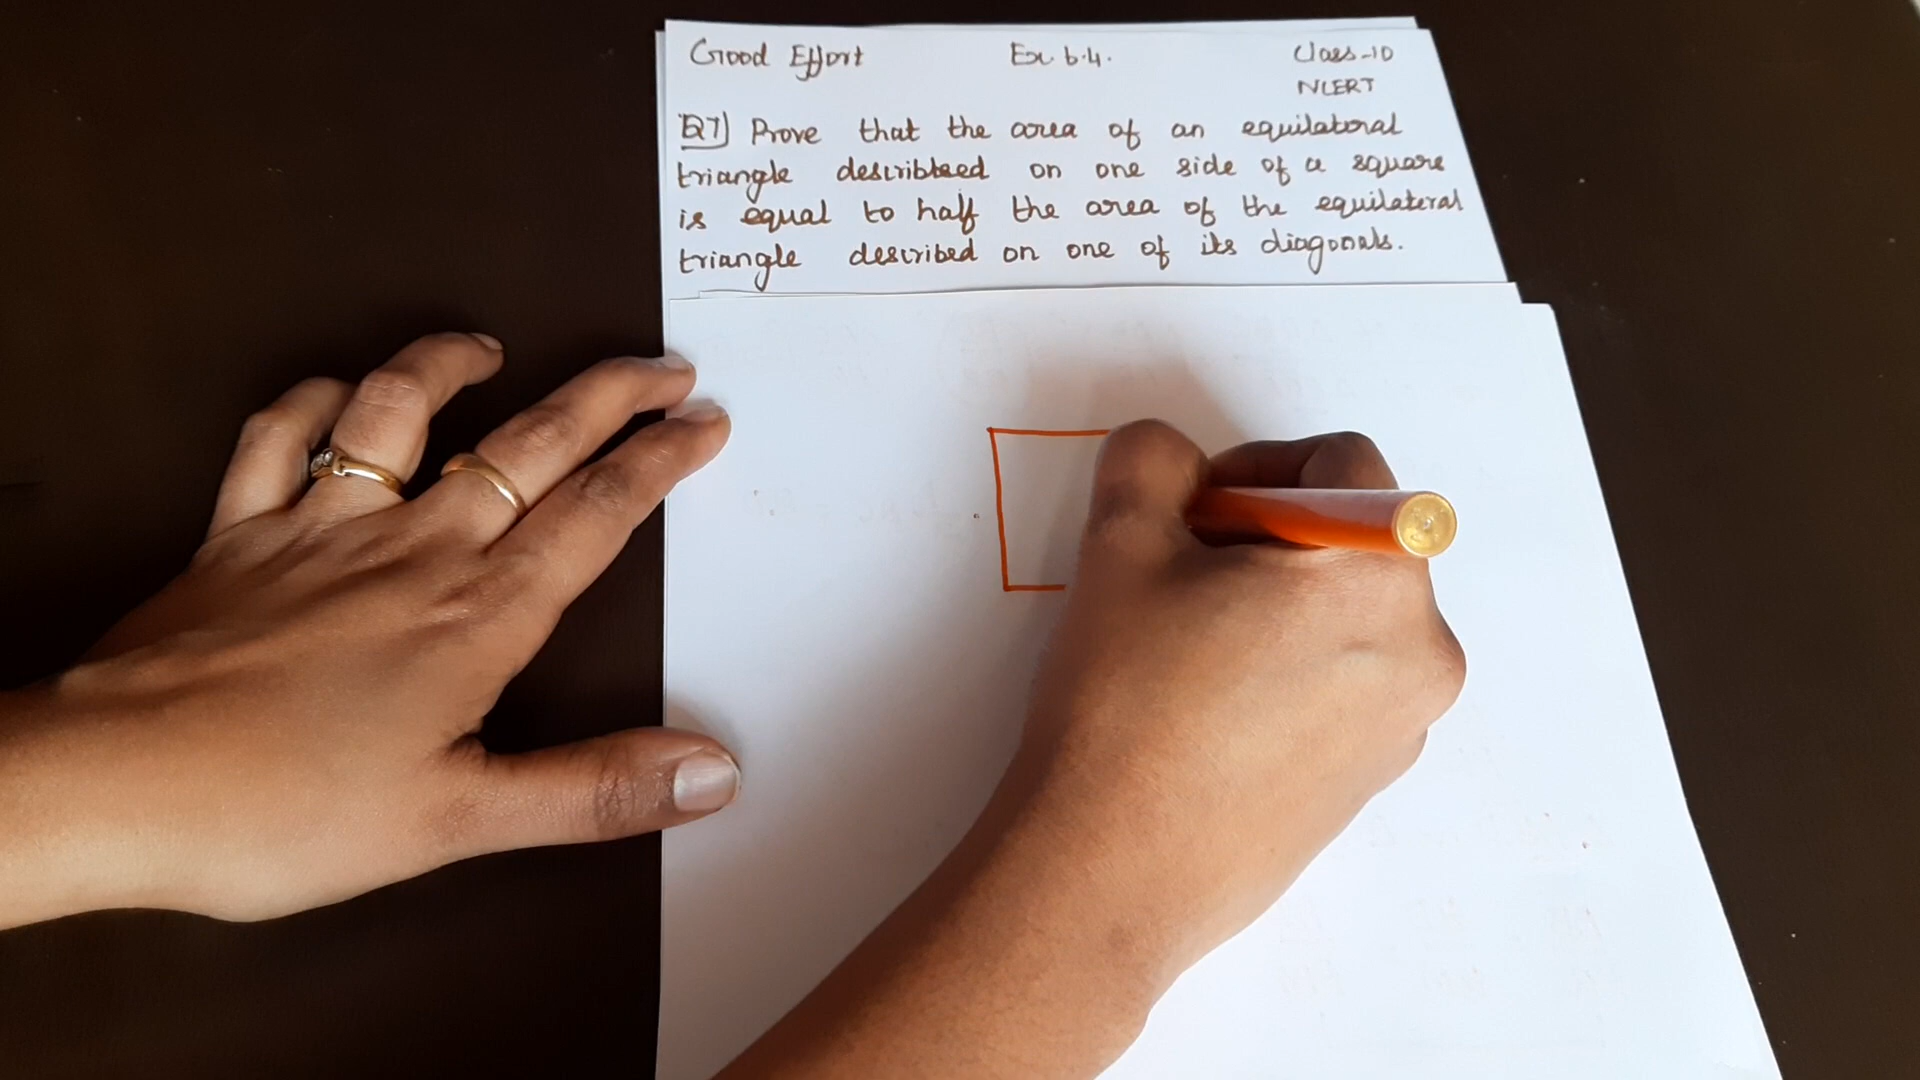 Good Effort Ex 6.4. Class-10
NCERT
Q7] Prove that the area of an equilateral
triangle described on one side of a square
is equal to half the area of the equilateral
triangle described on one of its diagonals.